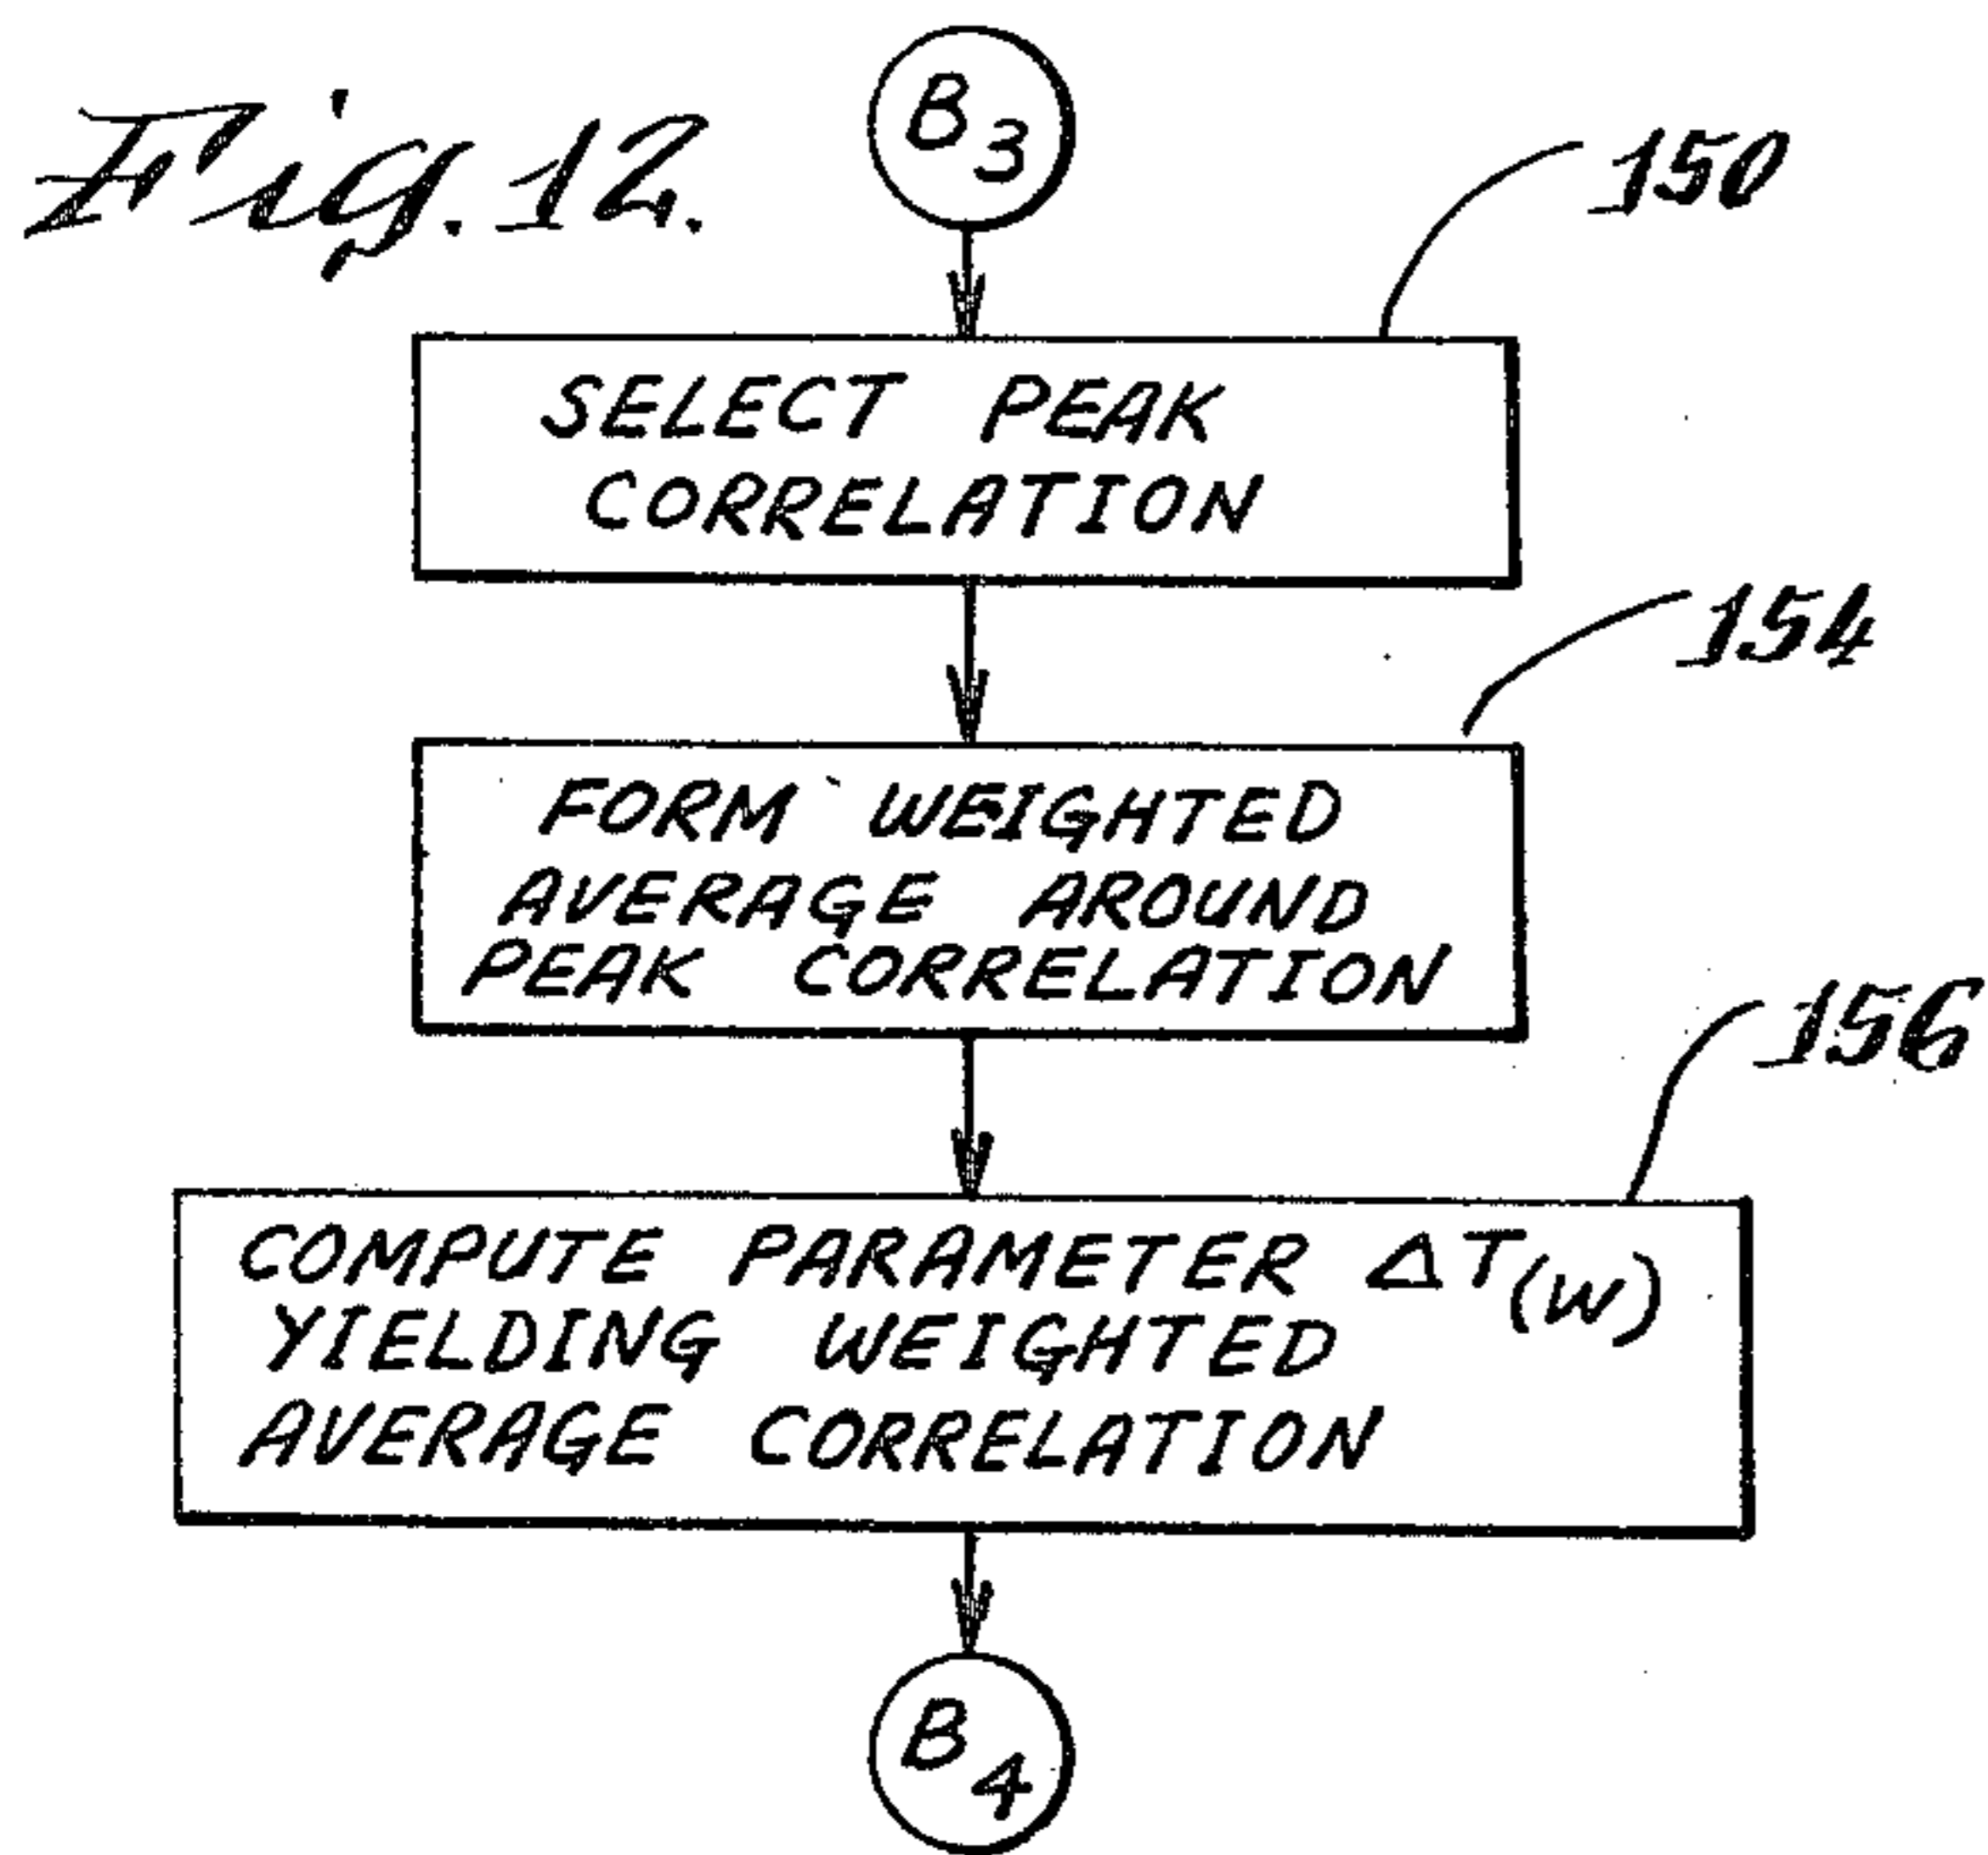 Fig. 12.
B3
150
SELECT PEAK
CORRELATION
154
FORM WEIGHTED
AVERAGE AROUND
PEAK CORRELATION
156
COMPUTE PARAMETER ΔT(W)
YIELDING WEIGHTED
AVERAGE CORRELATION
B4